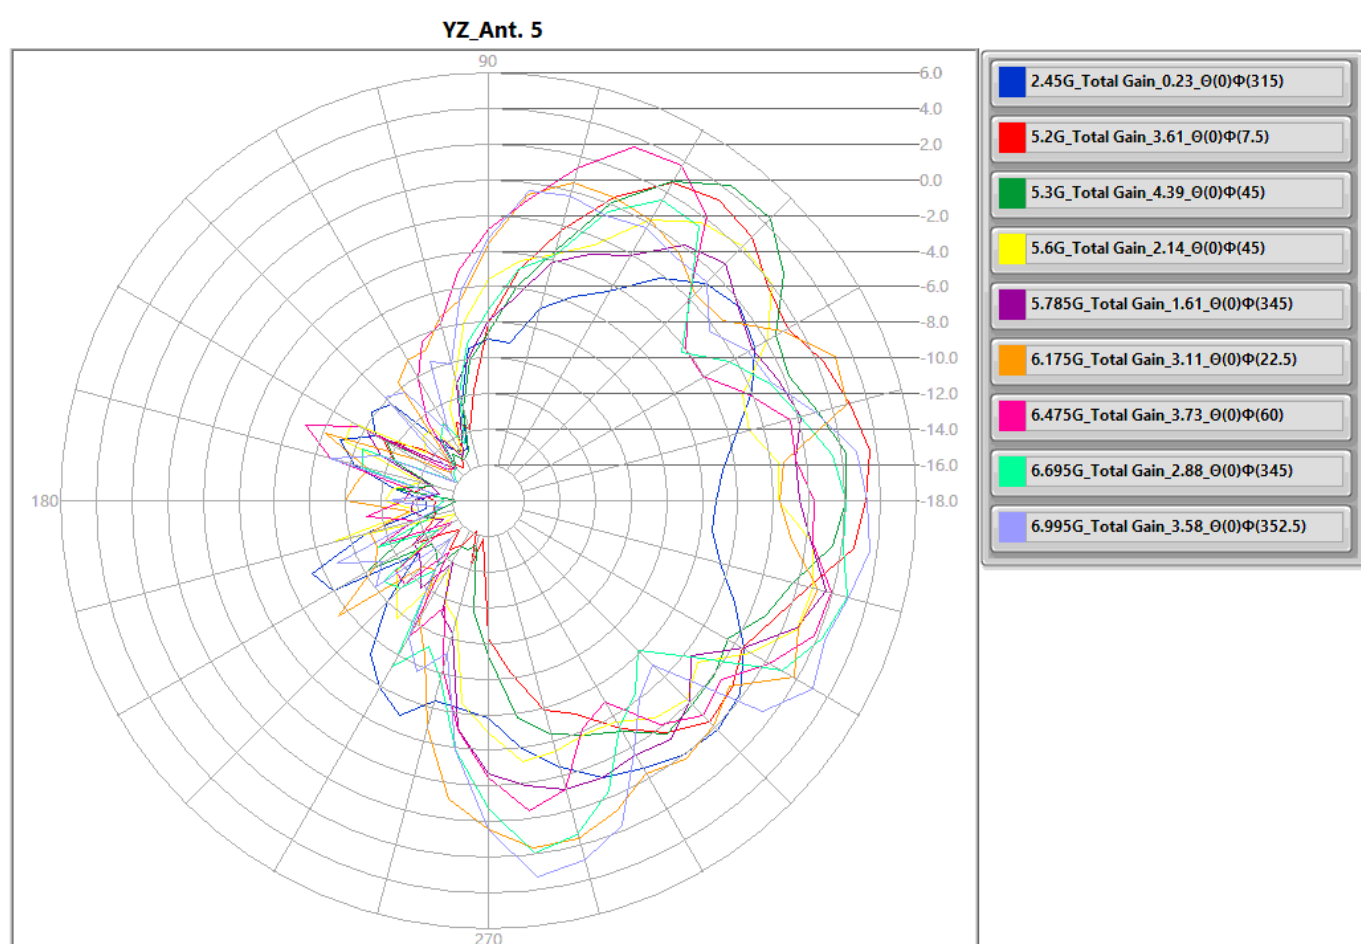 YZ_Ant. 5
90
6.0
4.0
2.0
0.0
-2.0
-4.0
-6.0
-8.0
-10.0
-12.0
-14.0
-16.0
180
-18.0
270
2.45G_Total Gain_0.23_Θ(0)Φ(315)
5.2G_Total Gain_3.61_Θ(0)Φ(7.5)
5.3G_Total Gain_4.39_Θ(0)Φ(45)
5.6G_Total Gain_2.14_Θ(0)Φ(45)
5.785G_Total Gain_1.61_Θ(0)Φ(345)
6.175G_Total Gain_3.11_Θ(0)Φ(22.5)
6.475G_Total Gain_3.73_Θ(0)Φ(60)
6.695G_Total Gain_2.88_Θ(0)Φ(345)
6.995G_Total Gain_3.58_Θ(0)Φ(352.5)